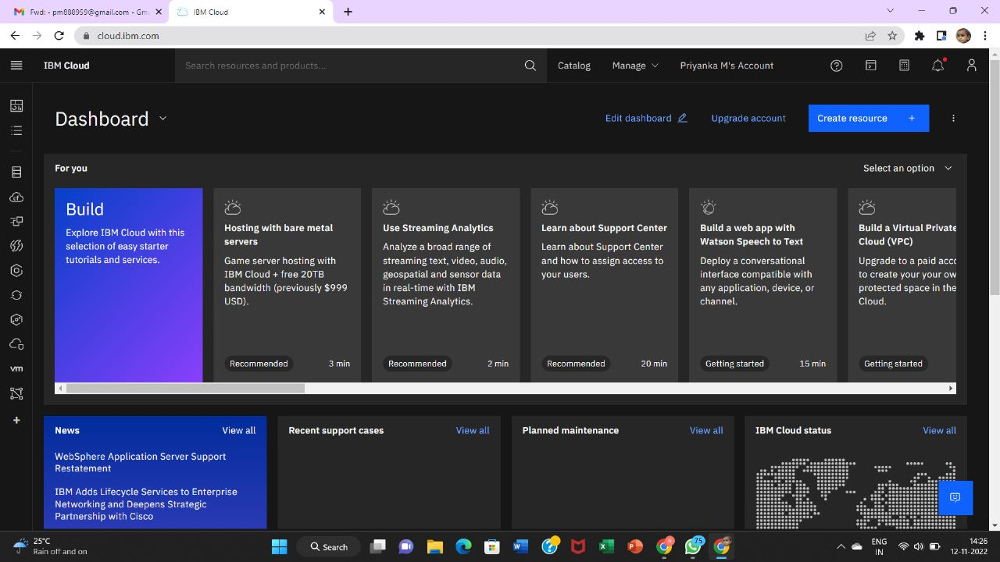 Fwd: - pm888959@gmail.com - Gm
IBM Cloud
cloud.ibm.com
IBM Cloud
Search resources and products...
Catalog
Manage
Priyanka M's Account
Dashboard
Edit dashboard
Upgrade account
Create resource +
For you
Select an option
Build
Explore IBM Cloud with this
selection of easy starter
tutorials and services.
Hosting with bare metal
servers
Game server hosting with
IBM Cloud + free 20TB
bandwidth (previously $999
USD).
Recommended
3 min
Use Streaming Analytics
Analyze a broad range of
streaming text, video, audio,
geospatial and sensor data
in real-time with IBM
Streaming Analytics.
Recommended
2 min
Learn about Support Center
Learn about Support Center
and how to assign access to
your users.
Recommended
20 min
Build a web app with
Watson Speech to Text
Deploy a conversational
interface compatible with
any application, device, or
channel.
Getting started
15 min
Build a Virtual Private
Cloud (VPC)
Upgrade to a paid acc
to create your your ow
protected space in the
Cloud.
Getting started
vm
News
View all
WebSphere Application Server Support
Restatement
IBM Adds Lifecycle Services to Enterprise
Networking and Deepens Strategic
Partnership with Cisco
Recent support cases
View all
Planned maintenance
View all
IBM Cloud status
View all
25°C
Rain off and on
Search
75
ENG
IN
14:26
12-11-2022